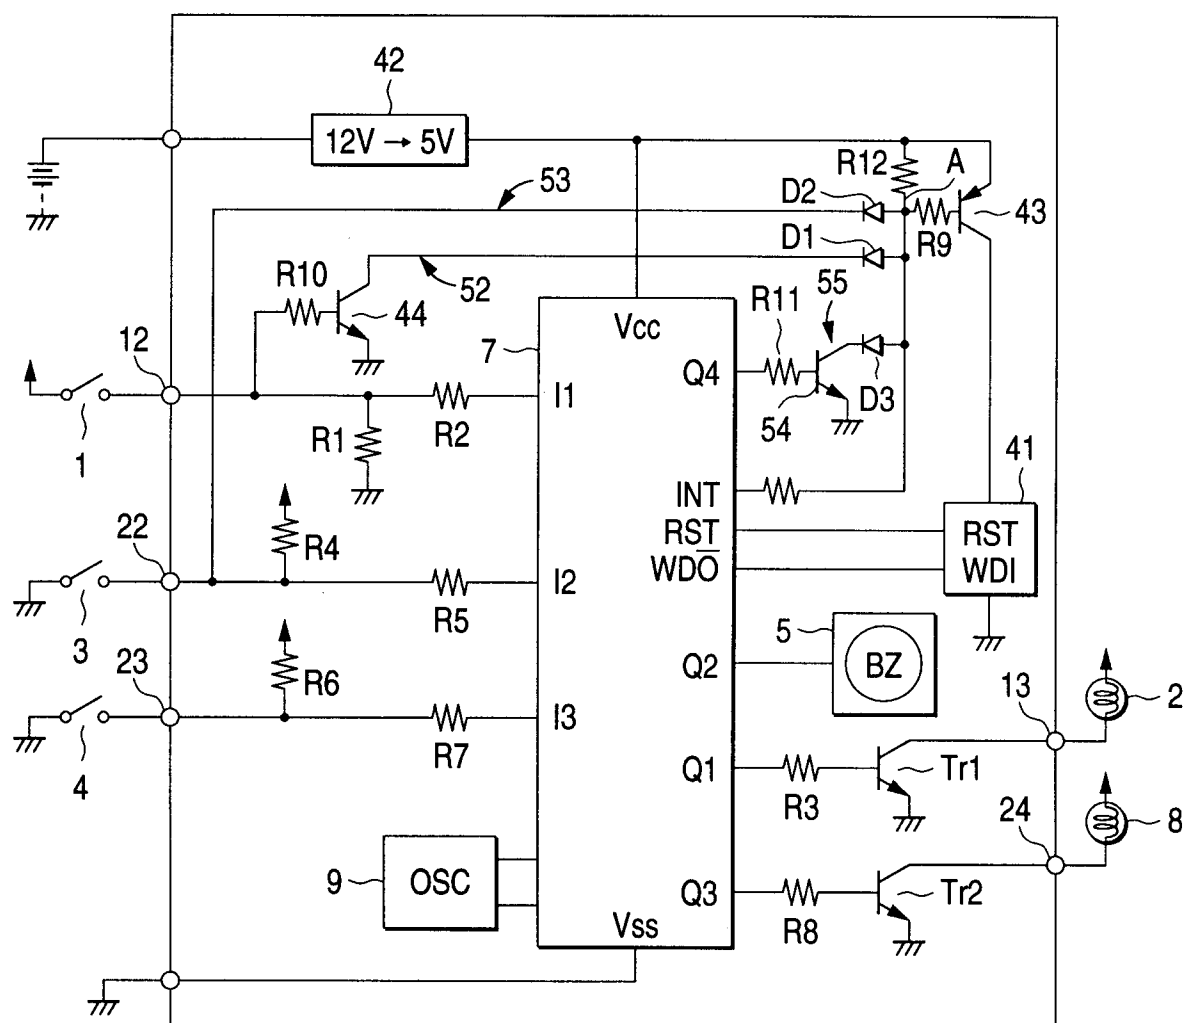 42
12V → 5V
R12
A
53
D2
43
R9
D1
R10
52
55
R11
44
Vcc
12
7
Q4
D3
I1
54
R1
R2
1
41
INT
22
RST
RST
R4
WDO̅
WDI
I2
3
R5
5
BZ
Q2
23
R6
13
2
I3
4
R7
Q1
Tr1
R3
24
8
9
OSC
Q3
Tr2
R8
Vss